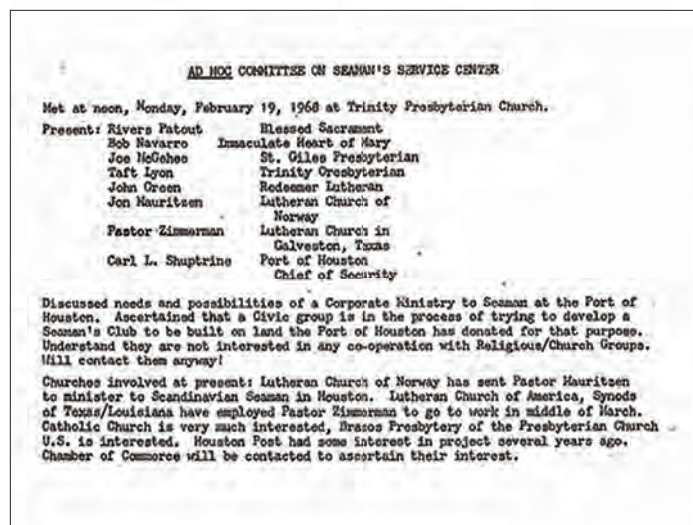 AD HOC COMMITTEE ON SEAMAN'S SERVICE CENTER
Met at noon, Monday, February 19, 1968 at Trinity Presbyterian Church.
Present: Rivers Patout Blessed Sacrament
Bob Navarro Immaculate Heart of Mary
Joe McGehee St. Giles Presbyterian
Taft Lyon Trinity Oresbyterian
John Green Redeemer Lutheran
Jon Mauritzen Lutheran Church of
Norway
Pastor Zimmerman Lutheran Church in
Galveston, Texas
Carl L. Shuptrine Port of Houston
Chief of Security
Discussed needs and possibilities of a Corporate Ministry to Seaman at the Port of
Houston. Ascertained that a Civic group is in the process of trying to develop a
Seaman's Club to be built on land the Port of Houston has donated for that purpose.
Understand they are not interested in any co-operation with Religious/Church Groups.
Will contact them anyway!
Churches involved at present: Lutheran Church of Norway has sent Pastor Mauritzen
to minister to Scandinavian Seaman in Houston. Lutheran Church of America, Synods
of Texas/Louisiana have employed Pastor Zimmerman to go to work in middle of March.
Catholic Church is very much interested, Brazos Presbytery of the Presbyterian Church
U.S. is interested. Houston Post had some interest in project several years ago.
Chamber of Commerce will be contacted to ascertain their interest.